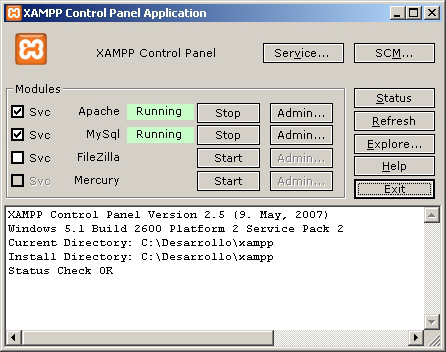 XAMPP Control Panel Application
XAMPP Control Panel
Service...
SCM...
Modules
Svc Apache Running Stop Admin...
Svc MySql Running Stop Admin...
Svc FileZilla Start Admin...
Svc Mercury Start Admin...
Status
Refresh
Explore...
Help
Exit
XAMPP Control Panel Version 2.5 (9. May, 2007)
Windows 5.1 Build 2600 Platform 2 Service Pack 2
Current Directory: C:\Desarrollo\xampp
Install Directory: C:\Desarrollo\xampp
Status Check OK